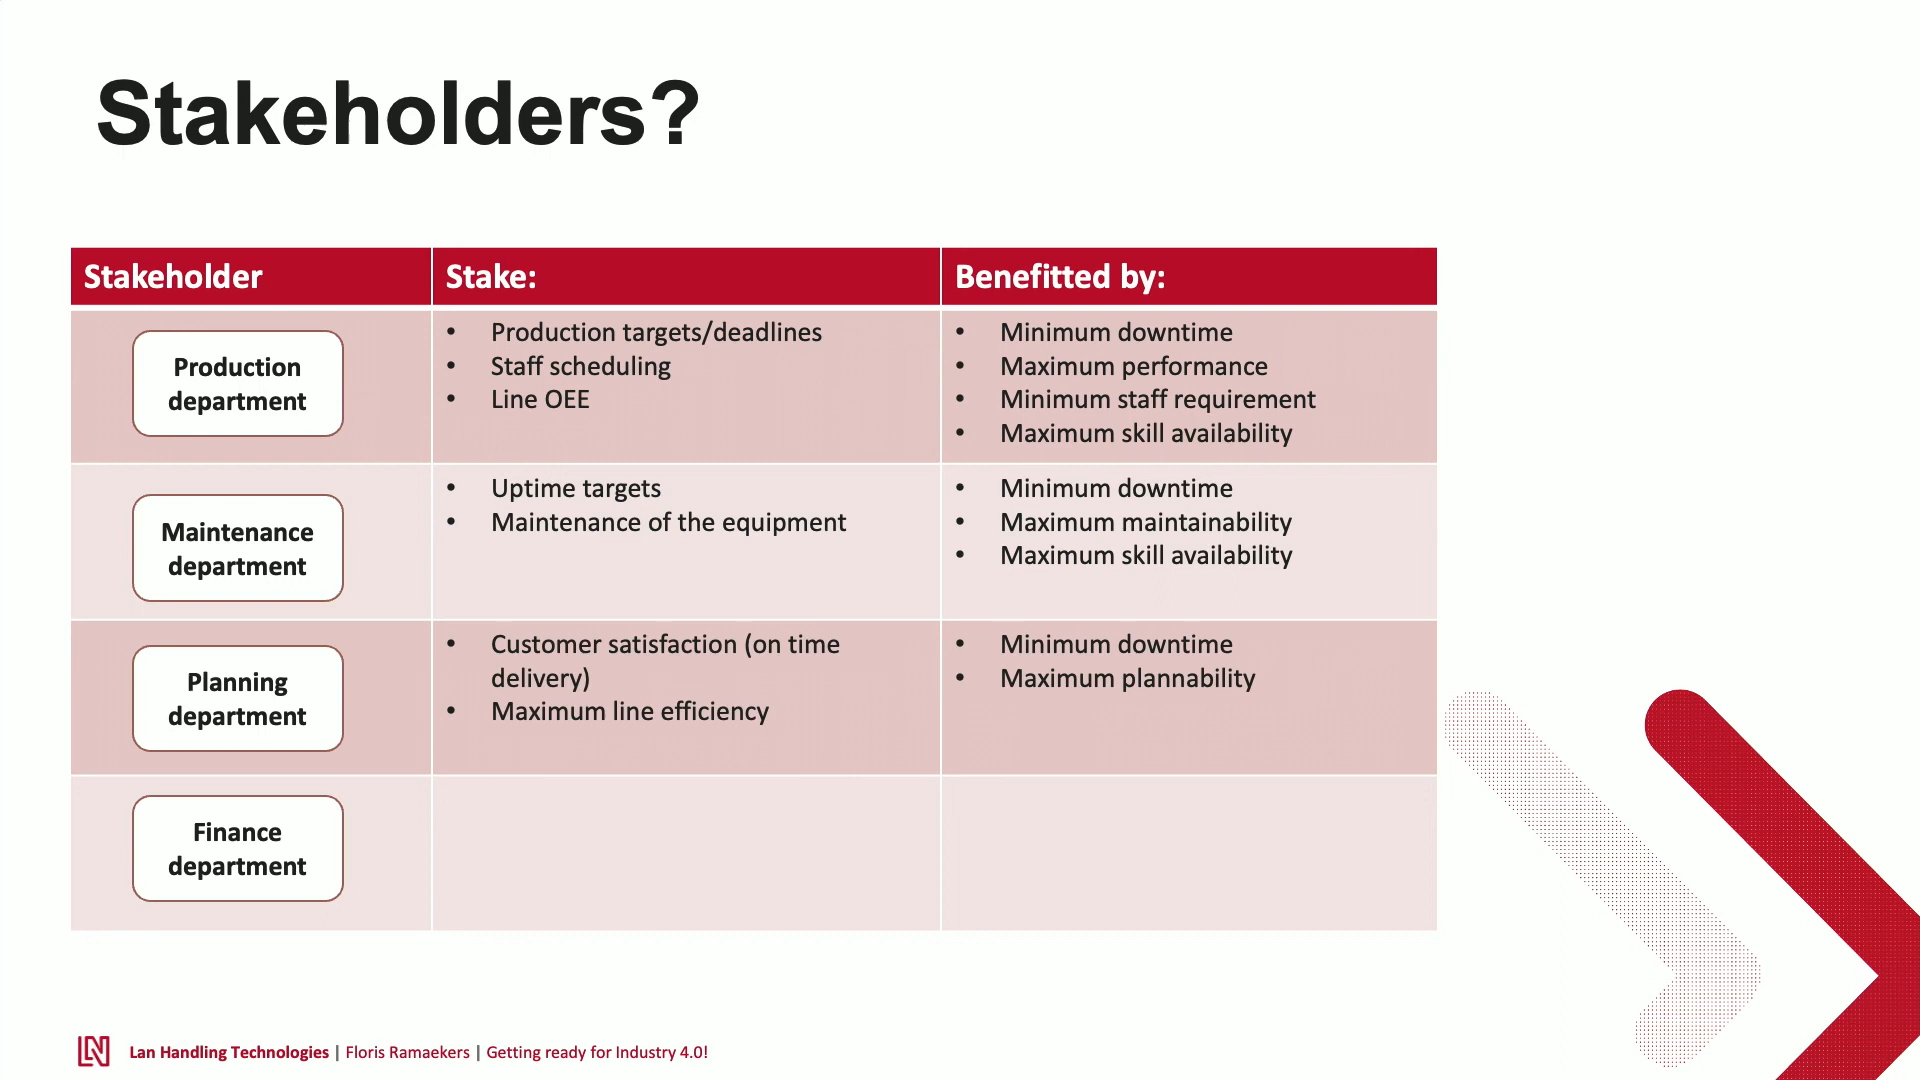 Stakeholders?
Stakeholder
Stake:
Benefitted by:
Production
department
• Production targets/deadlines
• Staff scheduling
• Line OEE
• Minimum downtime
• Maximum performance
• Minimum staff requirement
• Maximum skill availability
Maintenance
department
• Uptime targets
• Maintenance of the equipment
• Minimum downtime
• Maximum maintainability
• Maximum skill availability
Planning
department
• Customer satisfaction (on time
delivery)
• Maximum line efficiency
• Minimum downtime
• Maximum plannability
Finance
department
LN Lan Handling Technologies | Floris Ramaekers | Getting ready for Industry 4.0!